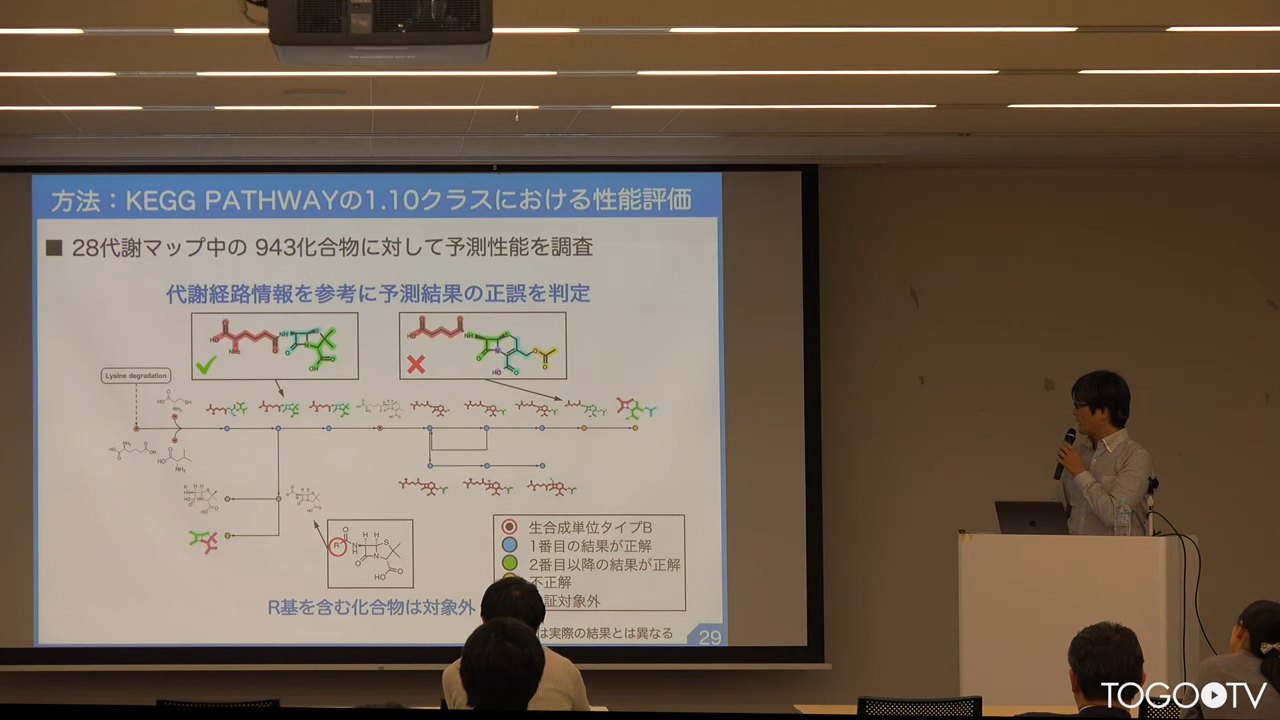 方法：KEGG PATHWAYの1.10クラスにおける性能評価
■ 28代謝マップ中の 943化合物に対して予測性能を調査
代謝経路情報を参考に予測結果の正誤を判定
Lysine degradation
生合成単位タイプB
1番目の結果が正解
2番目以降の結果が正解
不正解
証対象外
R基を含む化合物は対象外
は実際の結果とは異なる
29
TOGOTV